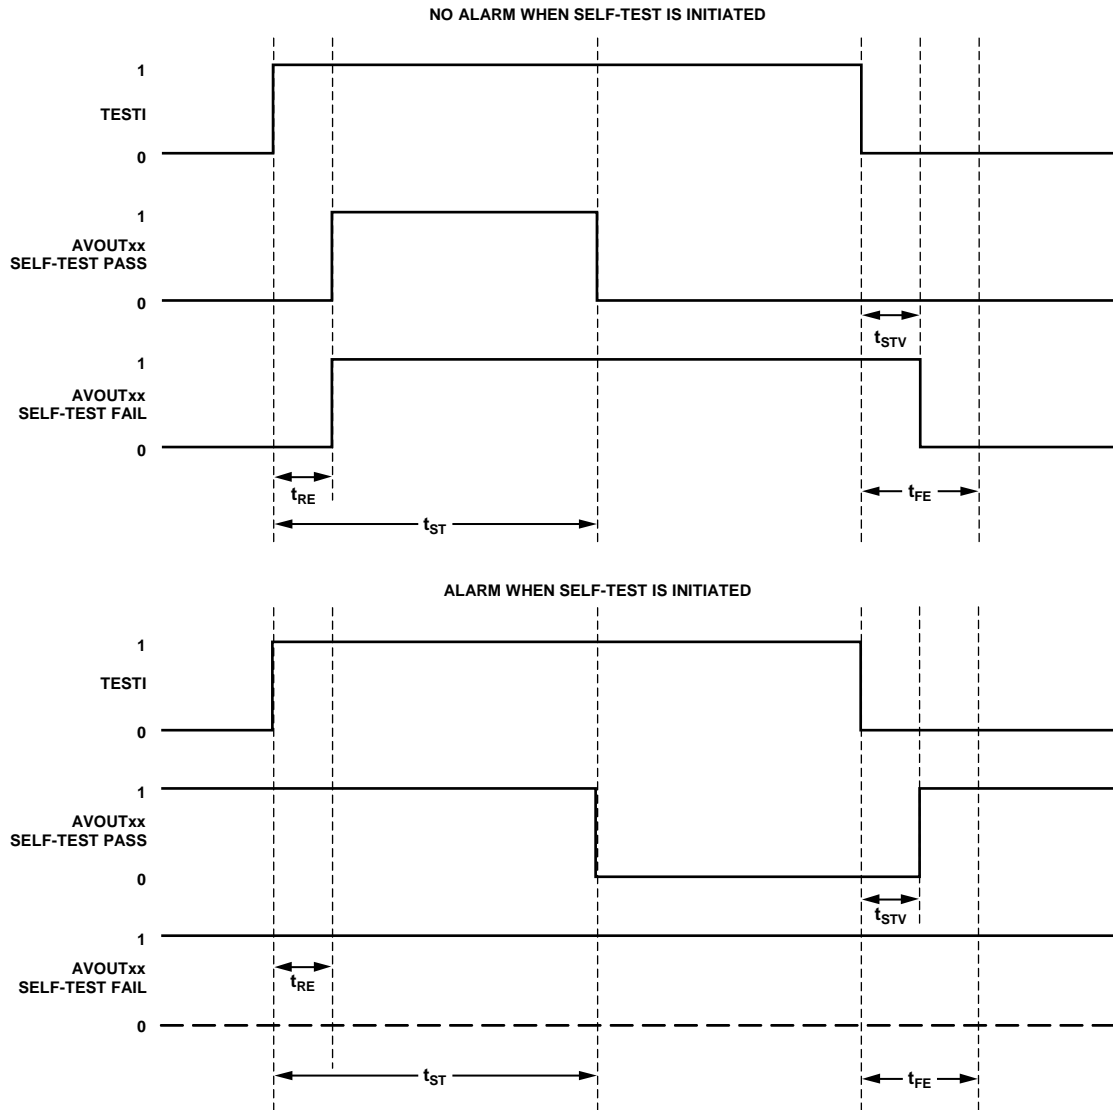 NO ALARM WHEN SELF-TEST IS INITIATED
1
TESTI
0
1
AVOUTxx
SELF-TEST PASS
0
tSTV
1
AVOUTxx
SELF-TEST FAIL
0
tRE
tFE
tST
ALARM WHEN SELF-TEST IS INITIATED
1
TESTI
0
1
AVOUTxx
SELF-TEST PASS
0
tSTV
1
AVOUTxx
SELF-TEST FAIL
tRE
0
tST
tFE